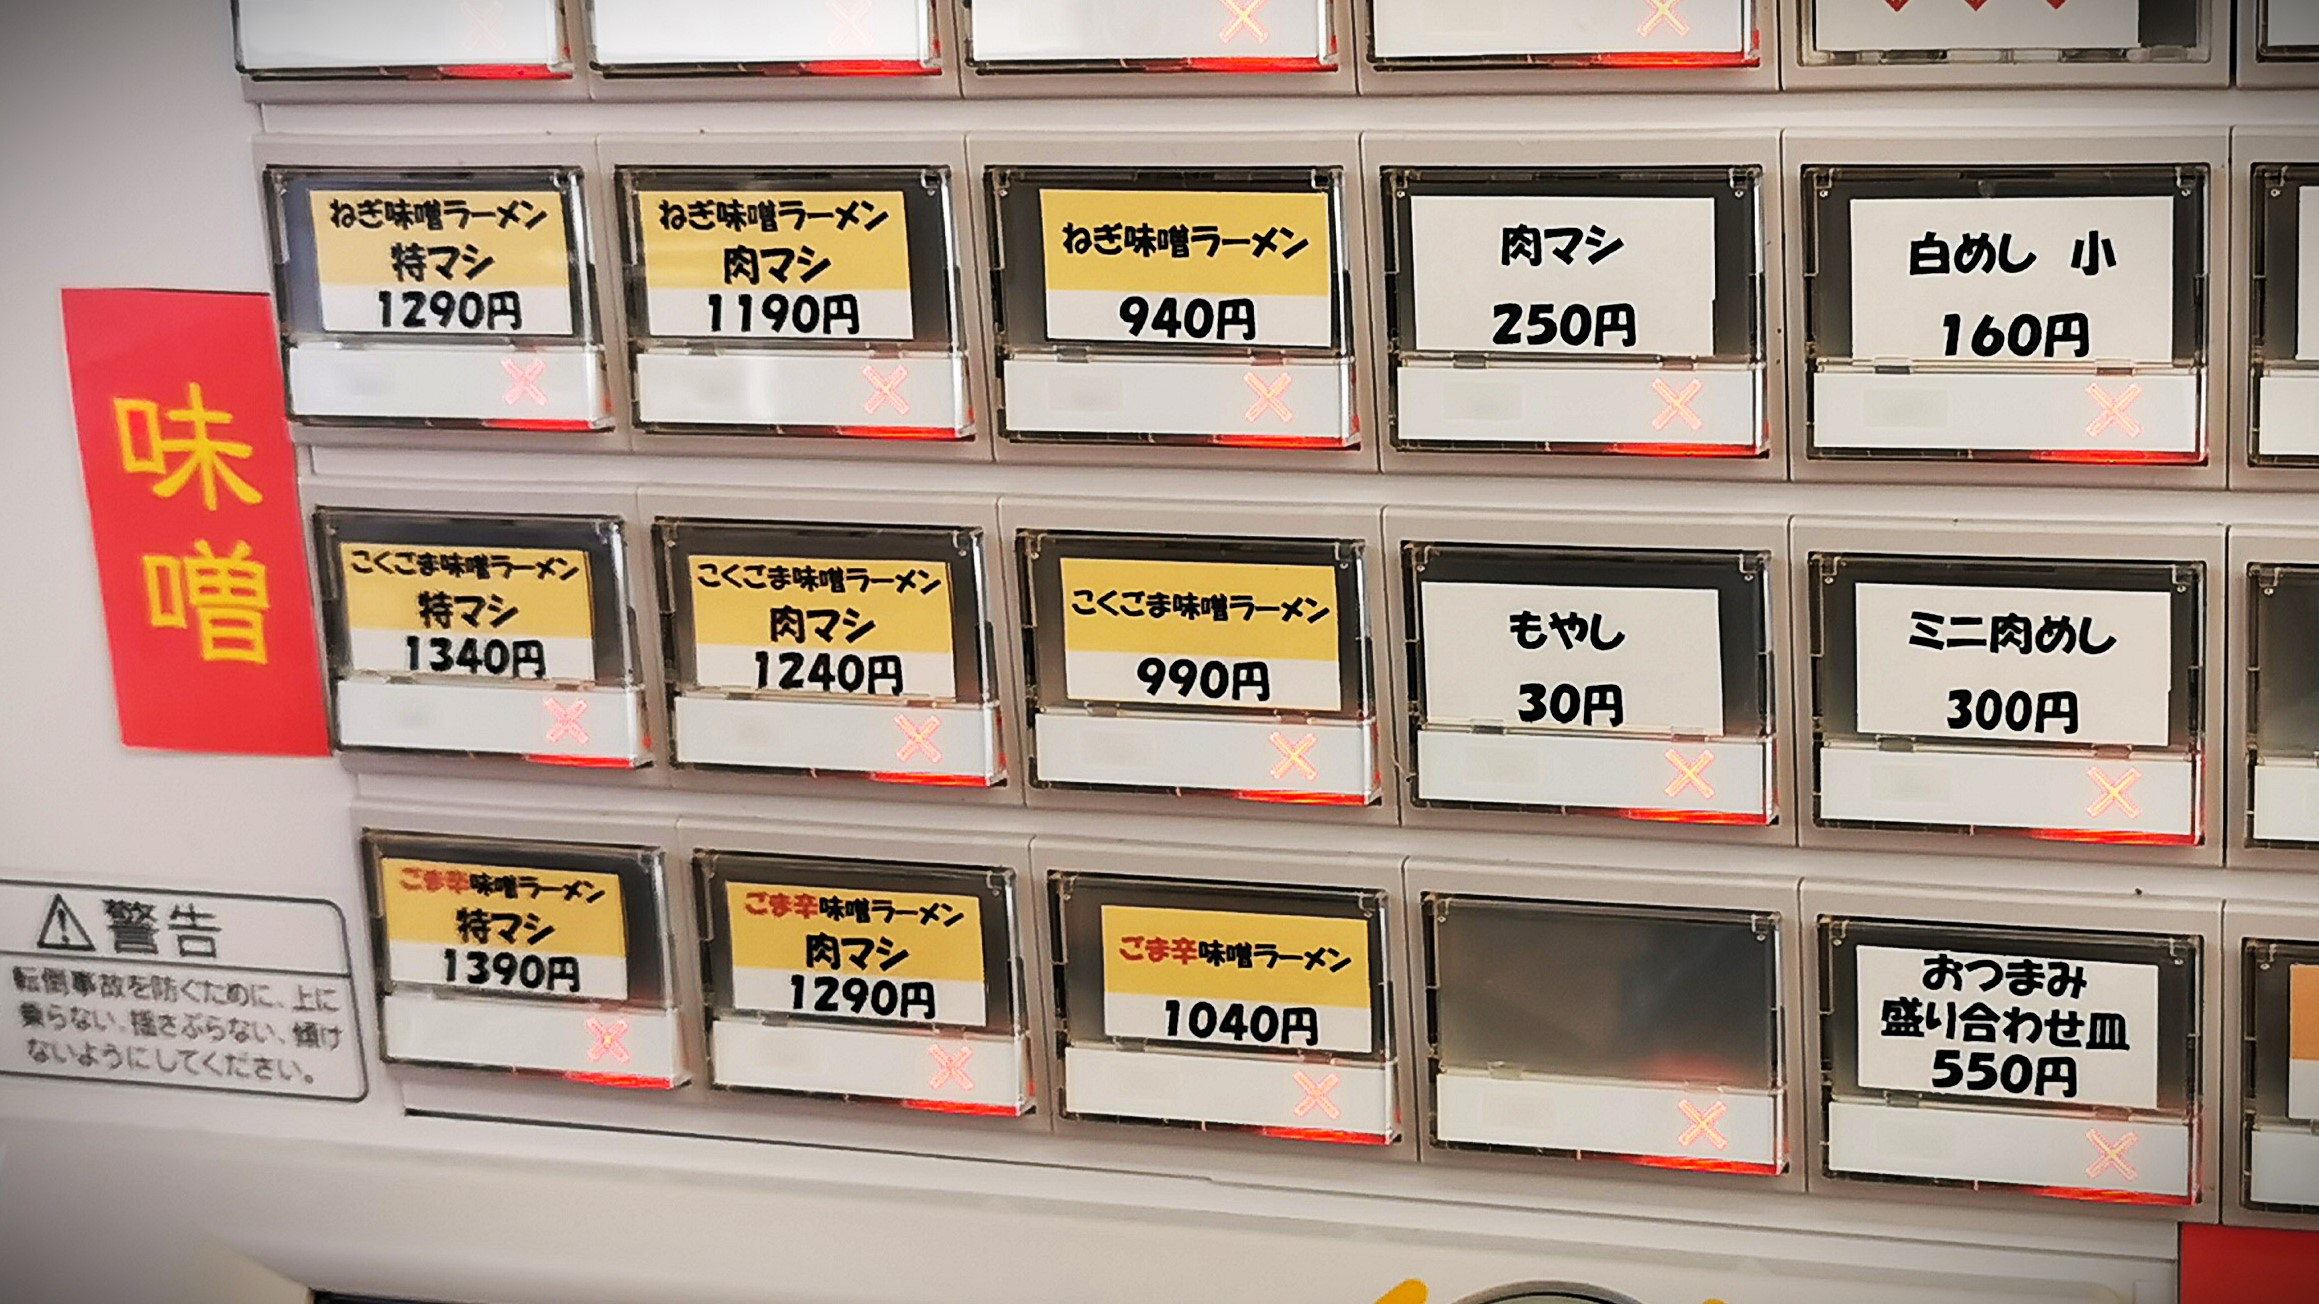 味噌
ねぎ味噌ラーメン
特マシ
1290円
ねぎ味噌ラーメン
肉マシ
1190円
ねぎ味噌ラーメン
940円
肉マシ
250円
白めし 小
160円
こくごま味噌ラーメン
特マシ
1340円
こくごま味噌ラーメン
肉マシ
1240円
こくごま味噌ラーメン
990円
もやし
30円
ミニ肉めし
300円
ごま辛味噌ラーメン
特マシ
1390円
ごま辛味噌ラーメン
肉マシ
1290円
ごま辛味噌ラーメン
1040円
おつまみ
盛り合わせ皿
550円
警告
転倒事故を防ぐために、上に
乗らない、揺さぶらない、傾け
ないようにしてください。